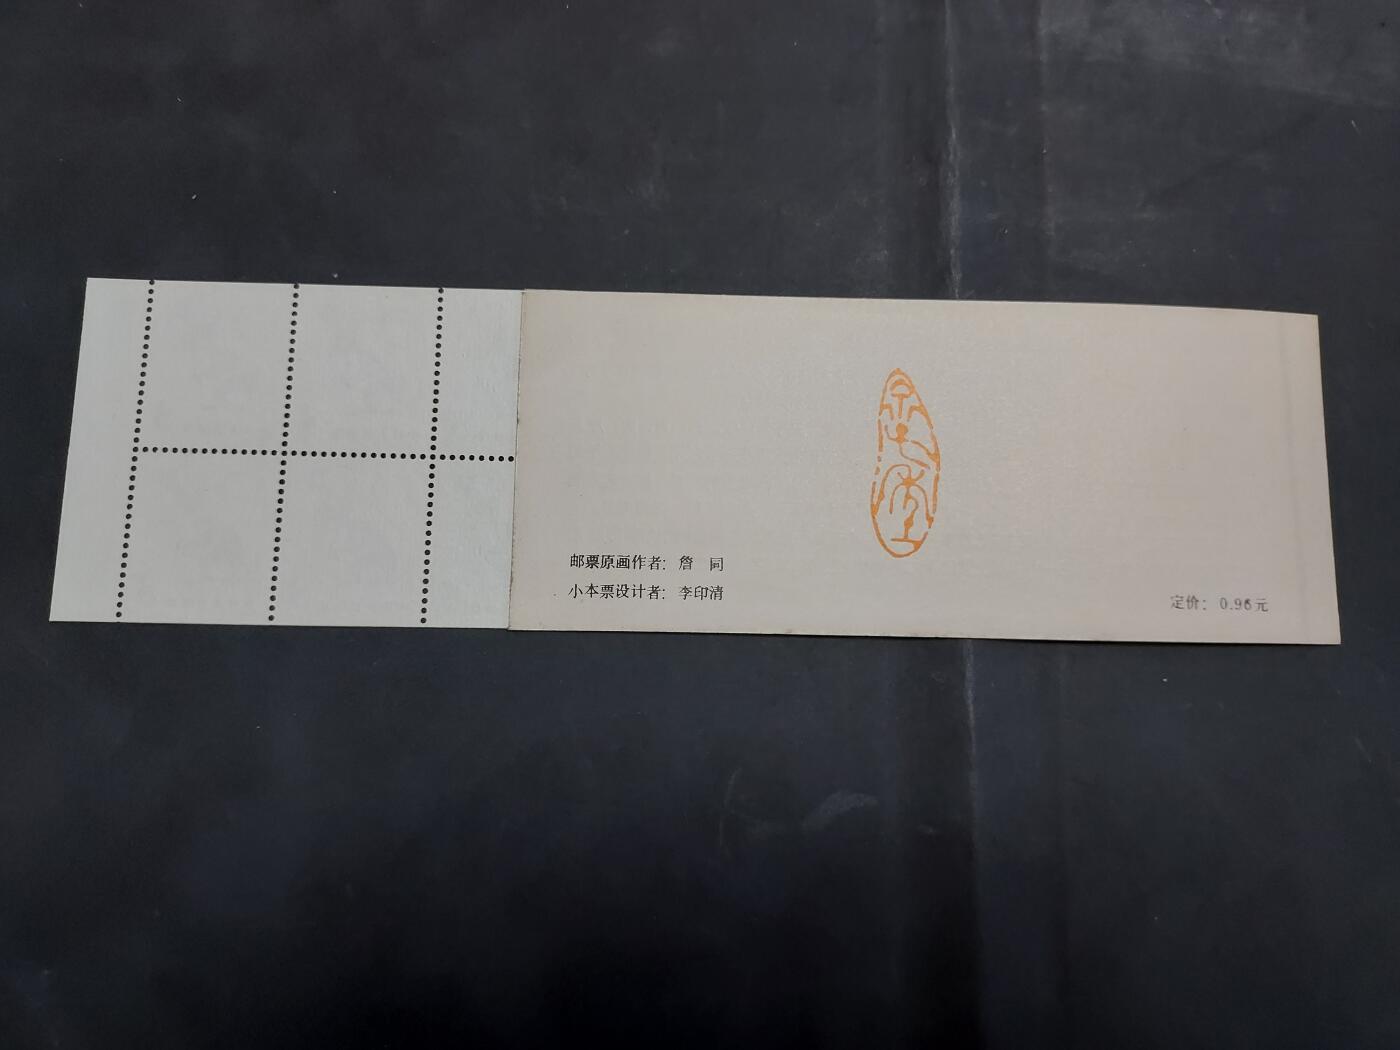 邮票原画作者：詹　同
小本票设计者：李印清
定价：0.96元